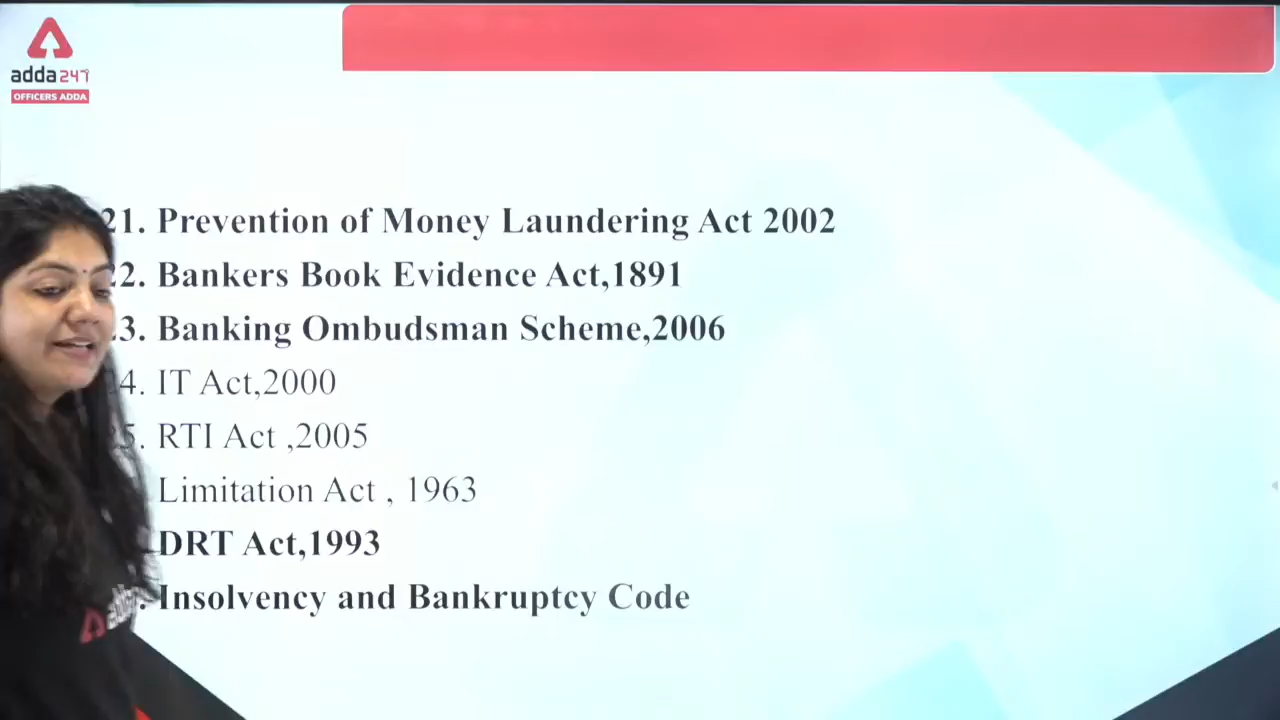 adda247
OFFICERS ADDA
21. Prevention of Money Laundering Act 2002
22. Bankers Book Evidence Act,1891
3. Banking Ombudsman Scheme,2006
4. IT Act,2000
5. RTI Act ,2005
Limitation Act , 1963
DRT Act,1993
Insolvency and Bankruptcy Code